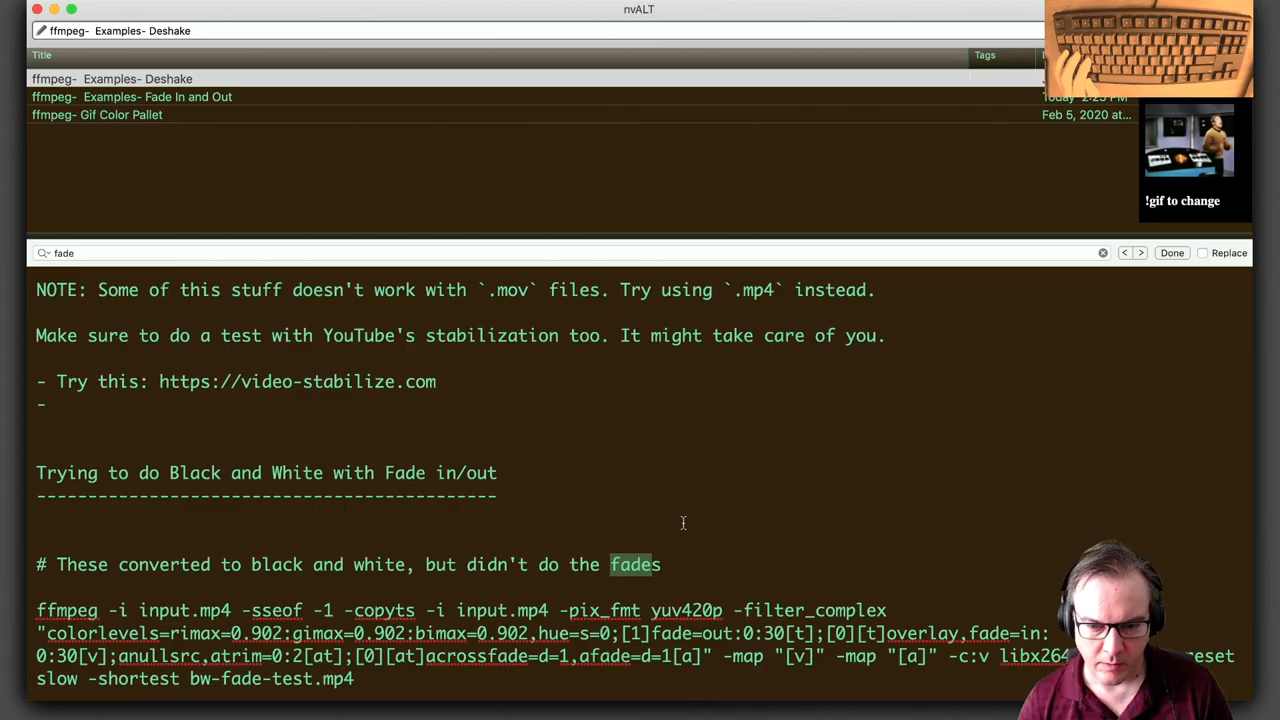 nvALT
ffmpeg-  Examples- Deshake
Title
Tags
ffmpeg-  Examples- Deshake
ffmpeg-  Examples- Fade In and Out
Today  2:25 PM
ffmpeg- Gif Color Pallet
Feb 5, 2020 at...
!gif to change
fade
Done
Replace
NOTE: Some of this stuff doesn't work with `.mov` files. Try using `.mp4` instead.
Make sure to do a test with YouTube's stabilization too. It might take care of you.
- Try this: https://video-stabilize.com
-
Trying to do Black and White with Fade in/out
---------------------------------------------
# These converted to black and white, but didn't do the fades
ffmpeg -i input.mp4 -sseof -1 -copyts -i input.mp4 -pix_fmt yuv420p -filter_complex
"colorlevels=rimax=0.902:gimax=0.902:bimax=0.902,hue=s=0;[1]fade=out:0:30[t];[0][t]overlay,fade=in:
0:30[v];anullsrc,atrim=0:2[at];[0][at]acrossfade=d=1,afade=d=1[a]" -map "[v]" -map "[a]" -c:v libx264 reset
slow -shortest bw-fade-test.mp4